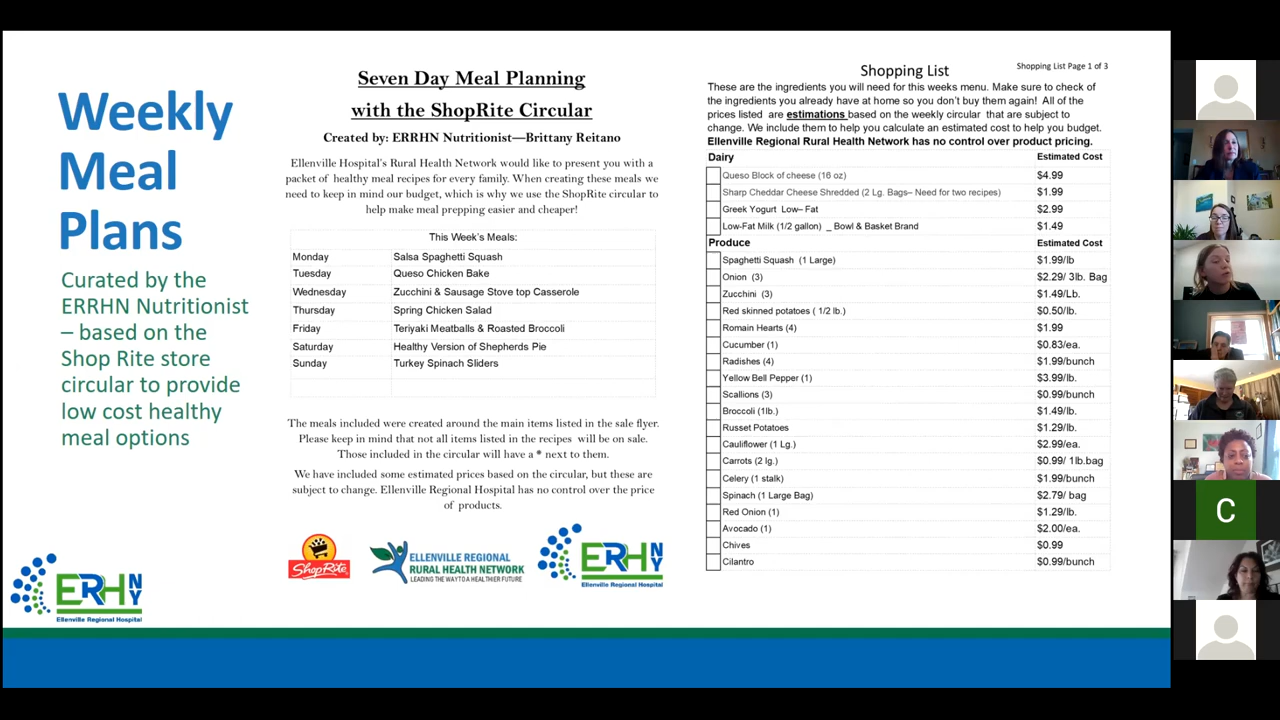 Weekly
Meal
Plans
Curated by the
ERRHN Nutritionist
– based on the
Shop Rite store
circular to provide
low cost healthy
meal options
ERHNY
Ellenville Regional Hospital
Seven Day Meal Planning
with the ShopRite Circular
Created by: ERRHN Nutritionist—Brittany Reitano
Ellenville Hospital's Rural Health Network would like to present you with a
packet of healthy meal recipes for every family. When creating these meals we
need to keep in mind our budget, which is why we use the ShopRite circular to
help make meal prepping easier and cheaper!
This Week's Meals:
Monday Salsa Spaghetti Squash
Tuesday Queso Chicken Bake
Wednesday Zucchini & Sausage Stove top Casserole
Thursday Spring Chicken Salad
Friday Teriyaki Meatballs & Roasted Broccoli
Saturday Healthy Version of Shepherds Pie
Sunday Turkey Spinach Sliders
The meals included were created around the main items listed in the sale flyer.
Please keep in mind that not all items listed in the recipes will be on sale.
Those included in the circular will have a * next to them.
We have included some estimated prices based on the circular, but these are
subject to change. Ellenville Regional Hospital has no control over the price
of products.
ShopRite
ELLENVILLE REGIONAL
RURAL HEALTH NETWORK
LEADING THE WAY TO A HEALTHIER FUTURE
ERHNY
Ellenville Regional Hospital
Shopping List
Shopping List Page 1 of 3
These are the ingredients you will need for this weeks menu. Make sure to check of
the ingredients you already have at home so you don't buy them again! All of the
prices listed are estimations based on the weekly circular that are subject to
change. We include them to help you calculate an estimated cost to help you budget.
Ellenville Regional Rural Health Network has no control over product pricing.
Dairy Estimated Cost
Queso Block of cheese (16 oz) $4.99
Sharp Cheddar Cheese Shredded (2 Lg. Bags– Need for two recipes) $1.99
Greek Yogurt Low– Fat $2.99
Low-Fat Milk (1/2 gallon) _ Bowl & Basket Brand $1.49
Produce Estimated Cost
Spaghetti Squash (1 Large) $1.99/lb
Onion (3) $2.29/ 3lb. Bag
Zucchini (3) $1.49/Lb.
Red skinned potatoes ( 1/2 lb.) $0.50/lb.
Romain Hearts (4) $1.99
Cucumber (1) $0.83/ea.
Radishes (4) $1.99/bunch
Yellow Bell Pepper (1) $3.99/lb.
Scallions (3) $0.99/bunch
Broccoli (1lb.) $1.49/lb.
Russet Potatoes $1.29/lb.
Cauliflower (1 Lg.) $2.99/ea.
Carrots (2 lg.) $0.99/ 1lb.bag
Celery (1 stalk) $1.99/bunch
Spinach (1 Large Bag) $2.79/ bag
Red Onion (1) $1.29/lb.
Avocado (1) $2.00/ea.
Chives $0.99
Cilantro $0.99/bunch
C